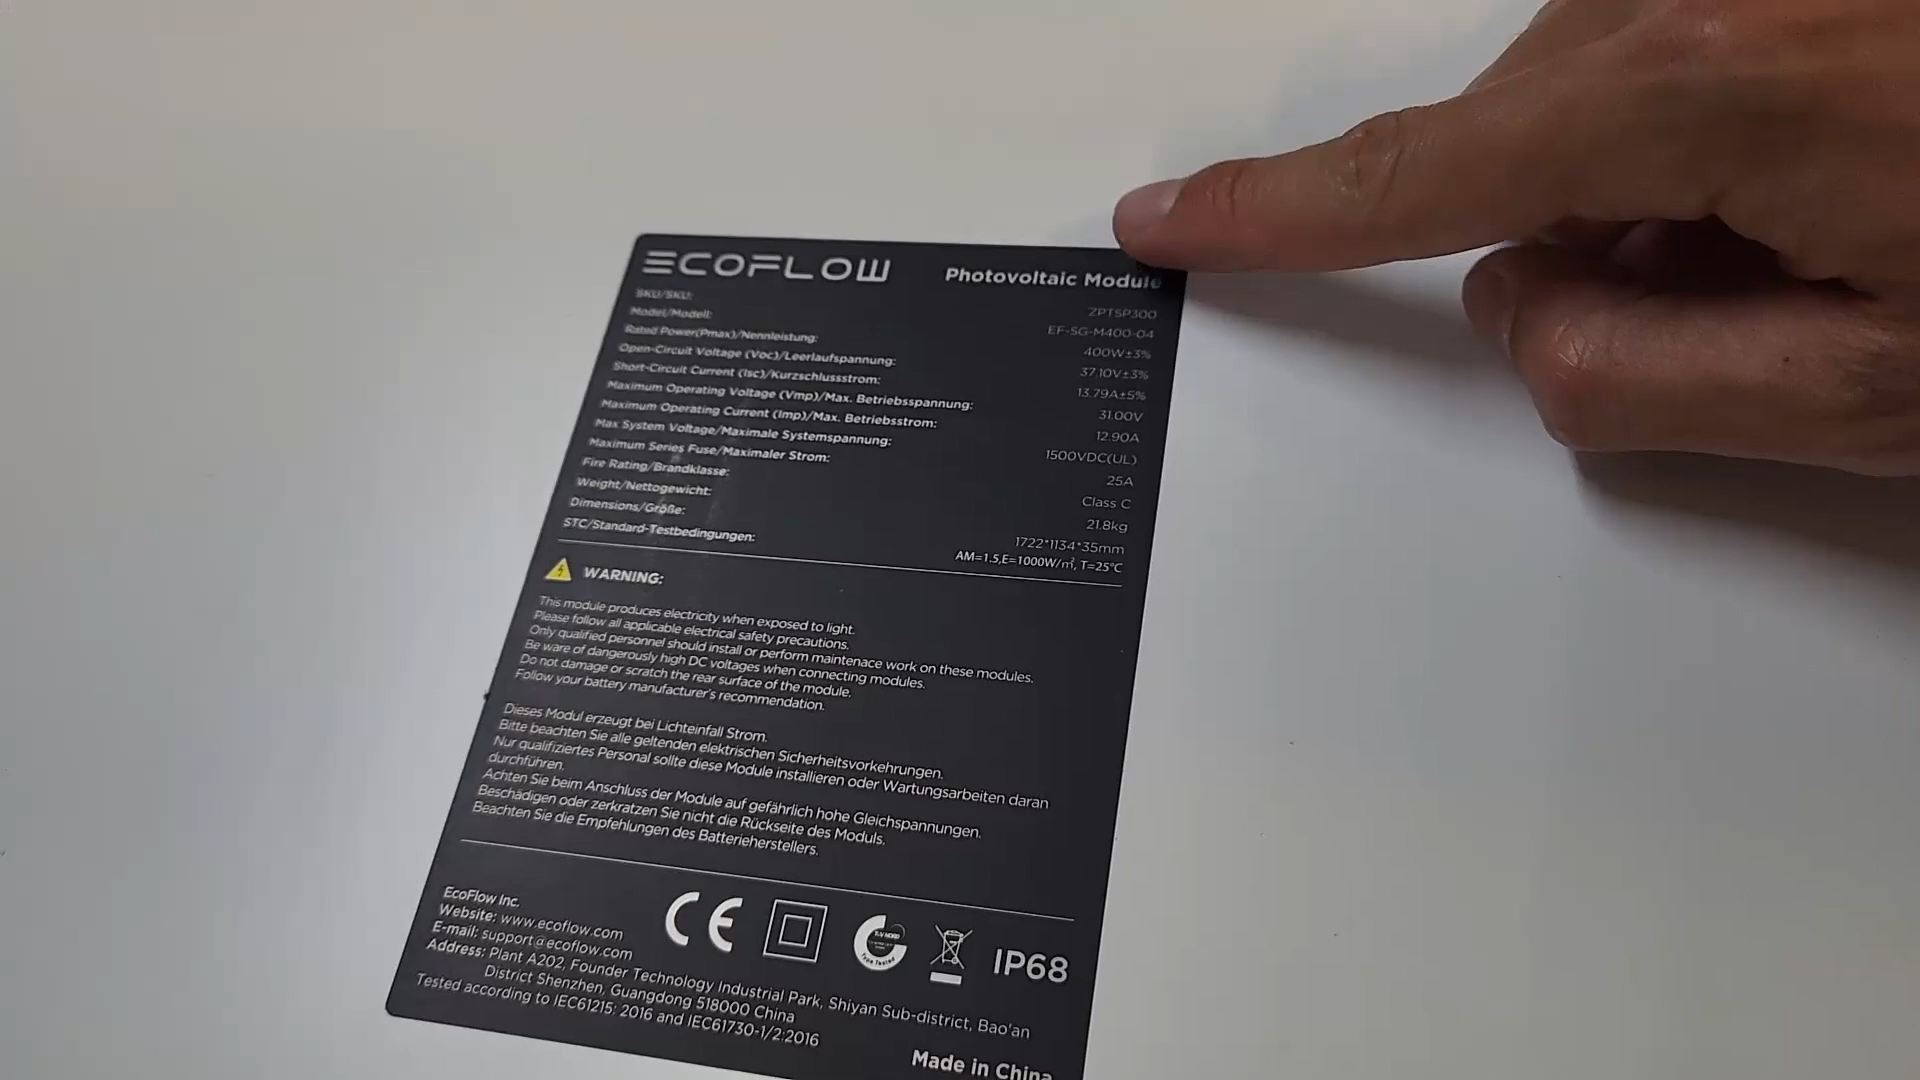 ECOFLOW Photovoltaic Module
SKU/SKU: ZPTSP300
Model/Modell: EF-SG-M400-04
Rated Power(Pmax)/Nennleistung: 400W±3%
Open-Circuit Voltage (Voc)/Leerlaufspannung: 37.10V±3%
Short-Circuit Current (Isc)/Kurzschlussstrom: 13.79A±5%
Maximum Operating Voltage (Vmp)/Max. Betriebsspannung: 31.00V
Maximum Operating Current (Imp)/Max. Betriebsstrom: 12.90A
Max System Voltage/Maximale Systemspannung: 1500VDC(UL)
Maximum Series Fuse/Maximaler Strom: 25A
Fire Rating/Brandklasse: Class C
Weight/Nettogewicht: 21.8kg
Dimensions/Größe: 1722*1134*35mm
STC/Standard-Testbedingungen: AM=1.5,E=1000W/㎡, T=25℃
WARNING:
This module produces electricity when exposed to light.
Please follow all applicable electrical safety precautions.
Only qualified personnel should install or perform maintenace work on these modules.
Be ware of dangerously high DC voltages when connecting modules.
Do not damage or scratch the rear surface of the module.
Follow your battery manufacturer's recommendation.
Dieses Modul erzeugt bei Lichteinfall Strom.
Bitte beachten Sie alle geltenden elektrischen Sicherheitsvorkehrungen.
Nur qualifiziertes Personal sollte diese Module installieren oder Wartungsarbeiten daran
durchführen.
Achten Sie beim Anschluss der Module auf gefährlich hohe Gleichspannungen.
Beschädigen oder zerkratzen Sie nicht die Rückseite des Moduls.
Beachten Sie die Empfehlungen des Batterieherstellers.
EcoFlow Inc.
Website: www.ecoflow.com
E-mail: support@ecoflow.com
Address: Plant A202, Founder Technology Industrial Park, Shiyan Sub-district, Bao'an
District Shenzhen, Guangdong 518000 China
Tested according to IEC61215: 2016 and IEC61730-1/2:2016
CE
TÜV NORD
Type Tested
IP68
Made in China